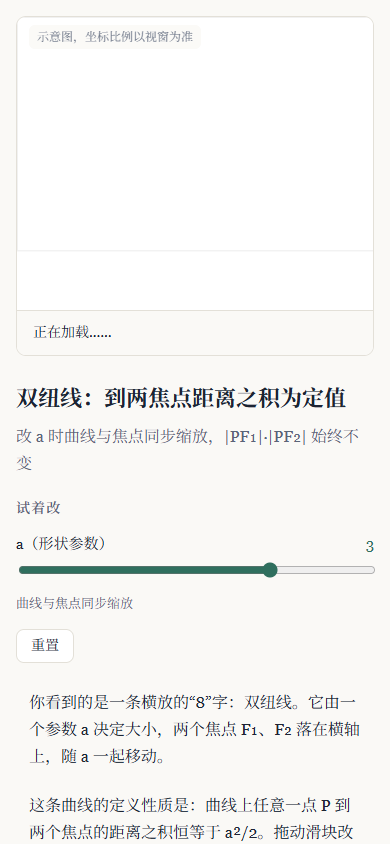 示意图，坐标比例以视窗为准
正在加载……
双纽线：到两焦点距离之积为定值
改 a 时曲线与焦点同步缩放，|PF₁|·|PF₂| 始终不
变
试着改
a（形状参数）
3
曲线与焦点同步缩放
重置
你看到的是一条横放的“8”字：双纽线。它由一
个参数 a 决定大小，两个焦点 F₁、F₂ 落在横轴
上，随 a 一起移动。
这条曲线的定义性质是：曲线上任意一点 P 到
两个焦点的距离之积恒等于 a²/2。拖动滑块改